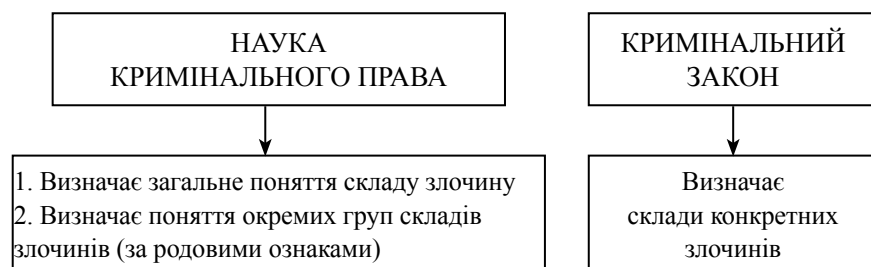 НАУКА
КРИМІНАЛЬНОГО ПРАВА
КРИМІНАЛЬНИЙ
ЗАКОН
1. Визначає загальне поняття складу злочину
2. Визначає поняття окремих груп складів
злочинів (за родовими ознаками)
Визначає
склади конкретних
злочинів